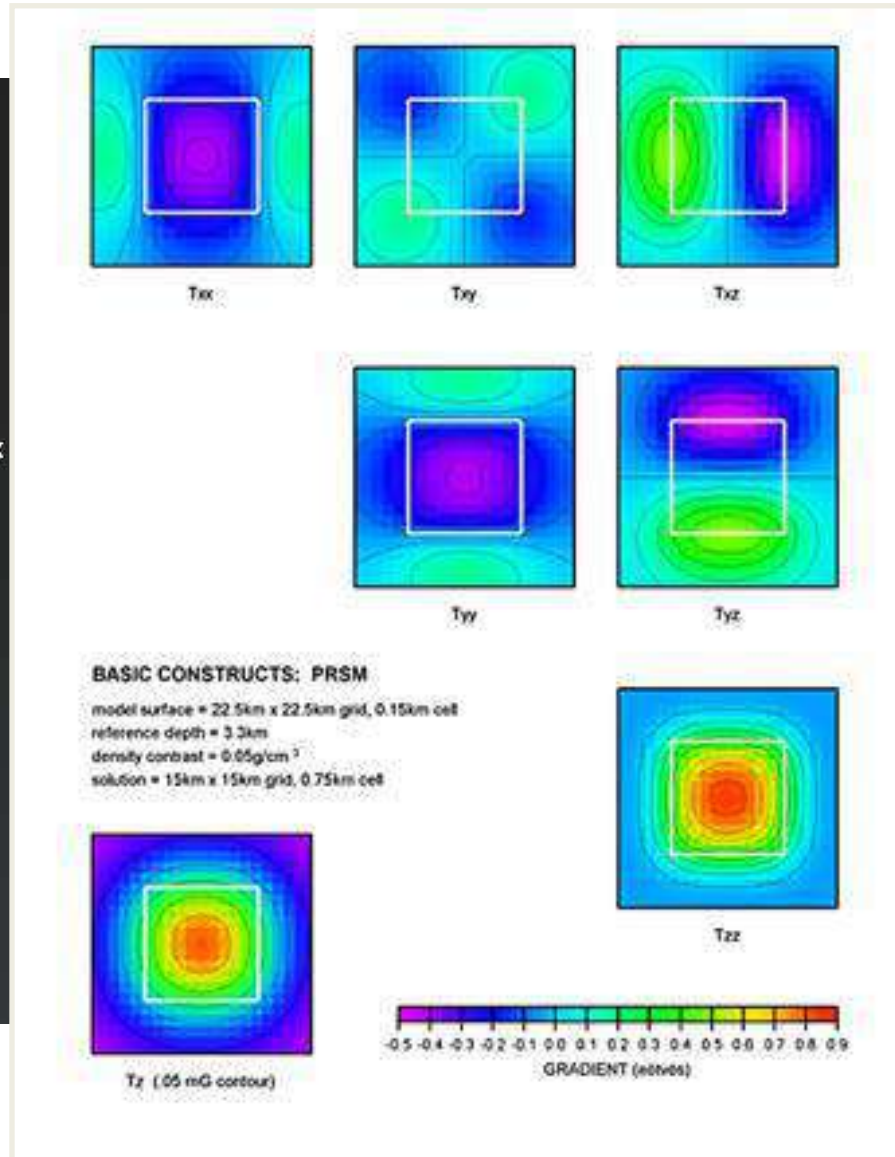 Txx
Txy
Txz
Tyy
Tyz
BASIC CONSTRUCTS: PRSM
model surface = 22.5km x 22.5km grid, 0.15km cell
reference depth = 3.3km
density contrast = 0.05g/cm ³
solution = 15km x 15km grid, 0.75km cell
Tzz
Tz (.05 mG contour)
-0.5 -0.4 -0.3 -0.2 -0.1 0.0 0.1 0.2 0.3 0.4 0.5 0.6 0.7 0.8 0.9
GRADIENT (eötvös)